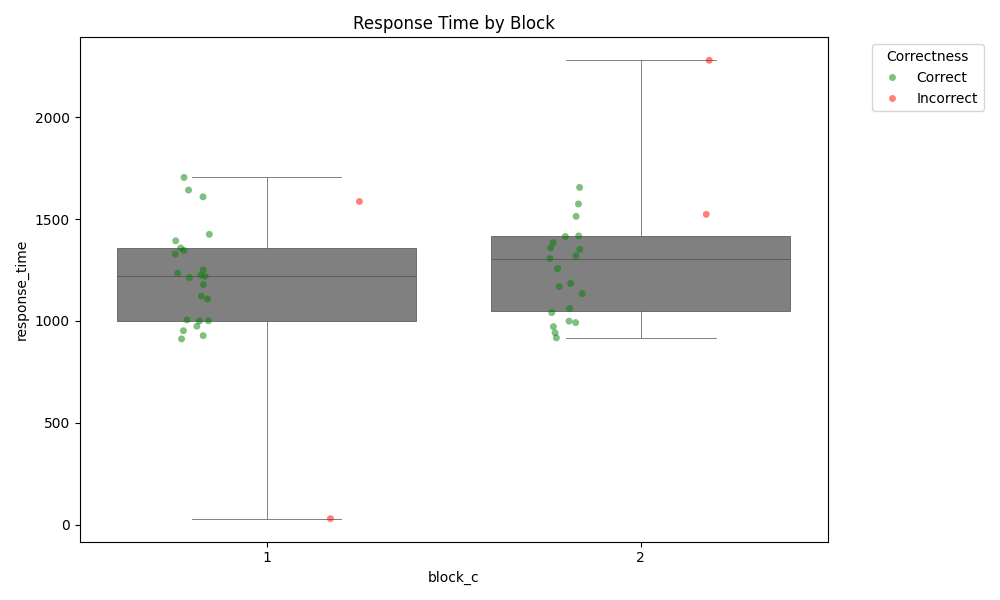 Response Time by Block
Correctness
Correct
Incorrect
response_time
2000
1500
1000
500
0
1
2
block_c